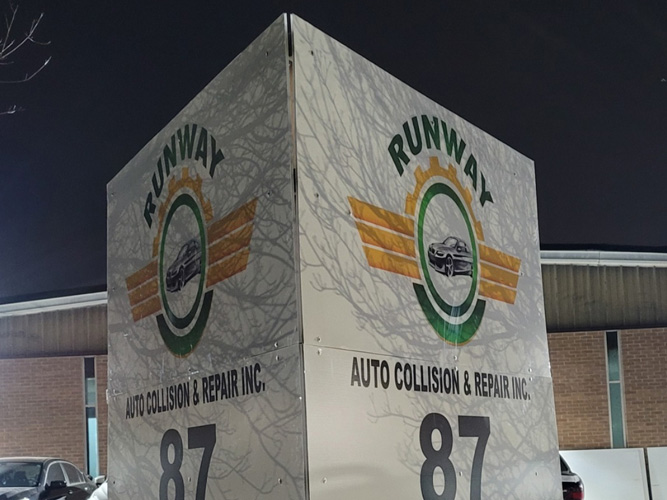 RUNWAY
AUTO COLLISION & REPAIR INC.
87
RUNWAY
AUTO COLLISION & REPAIR INC.
87